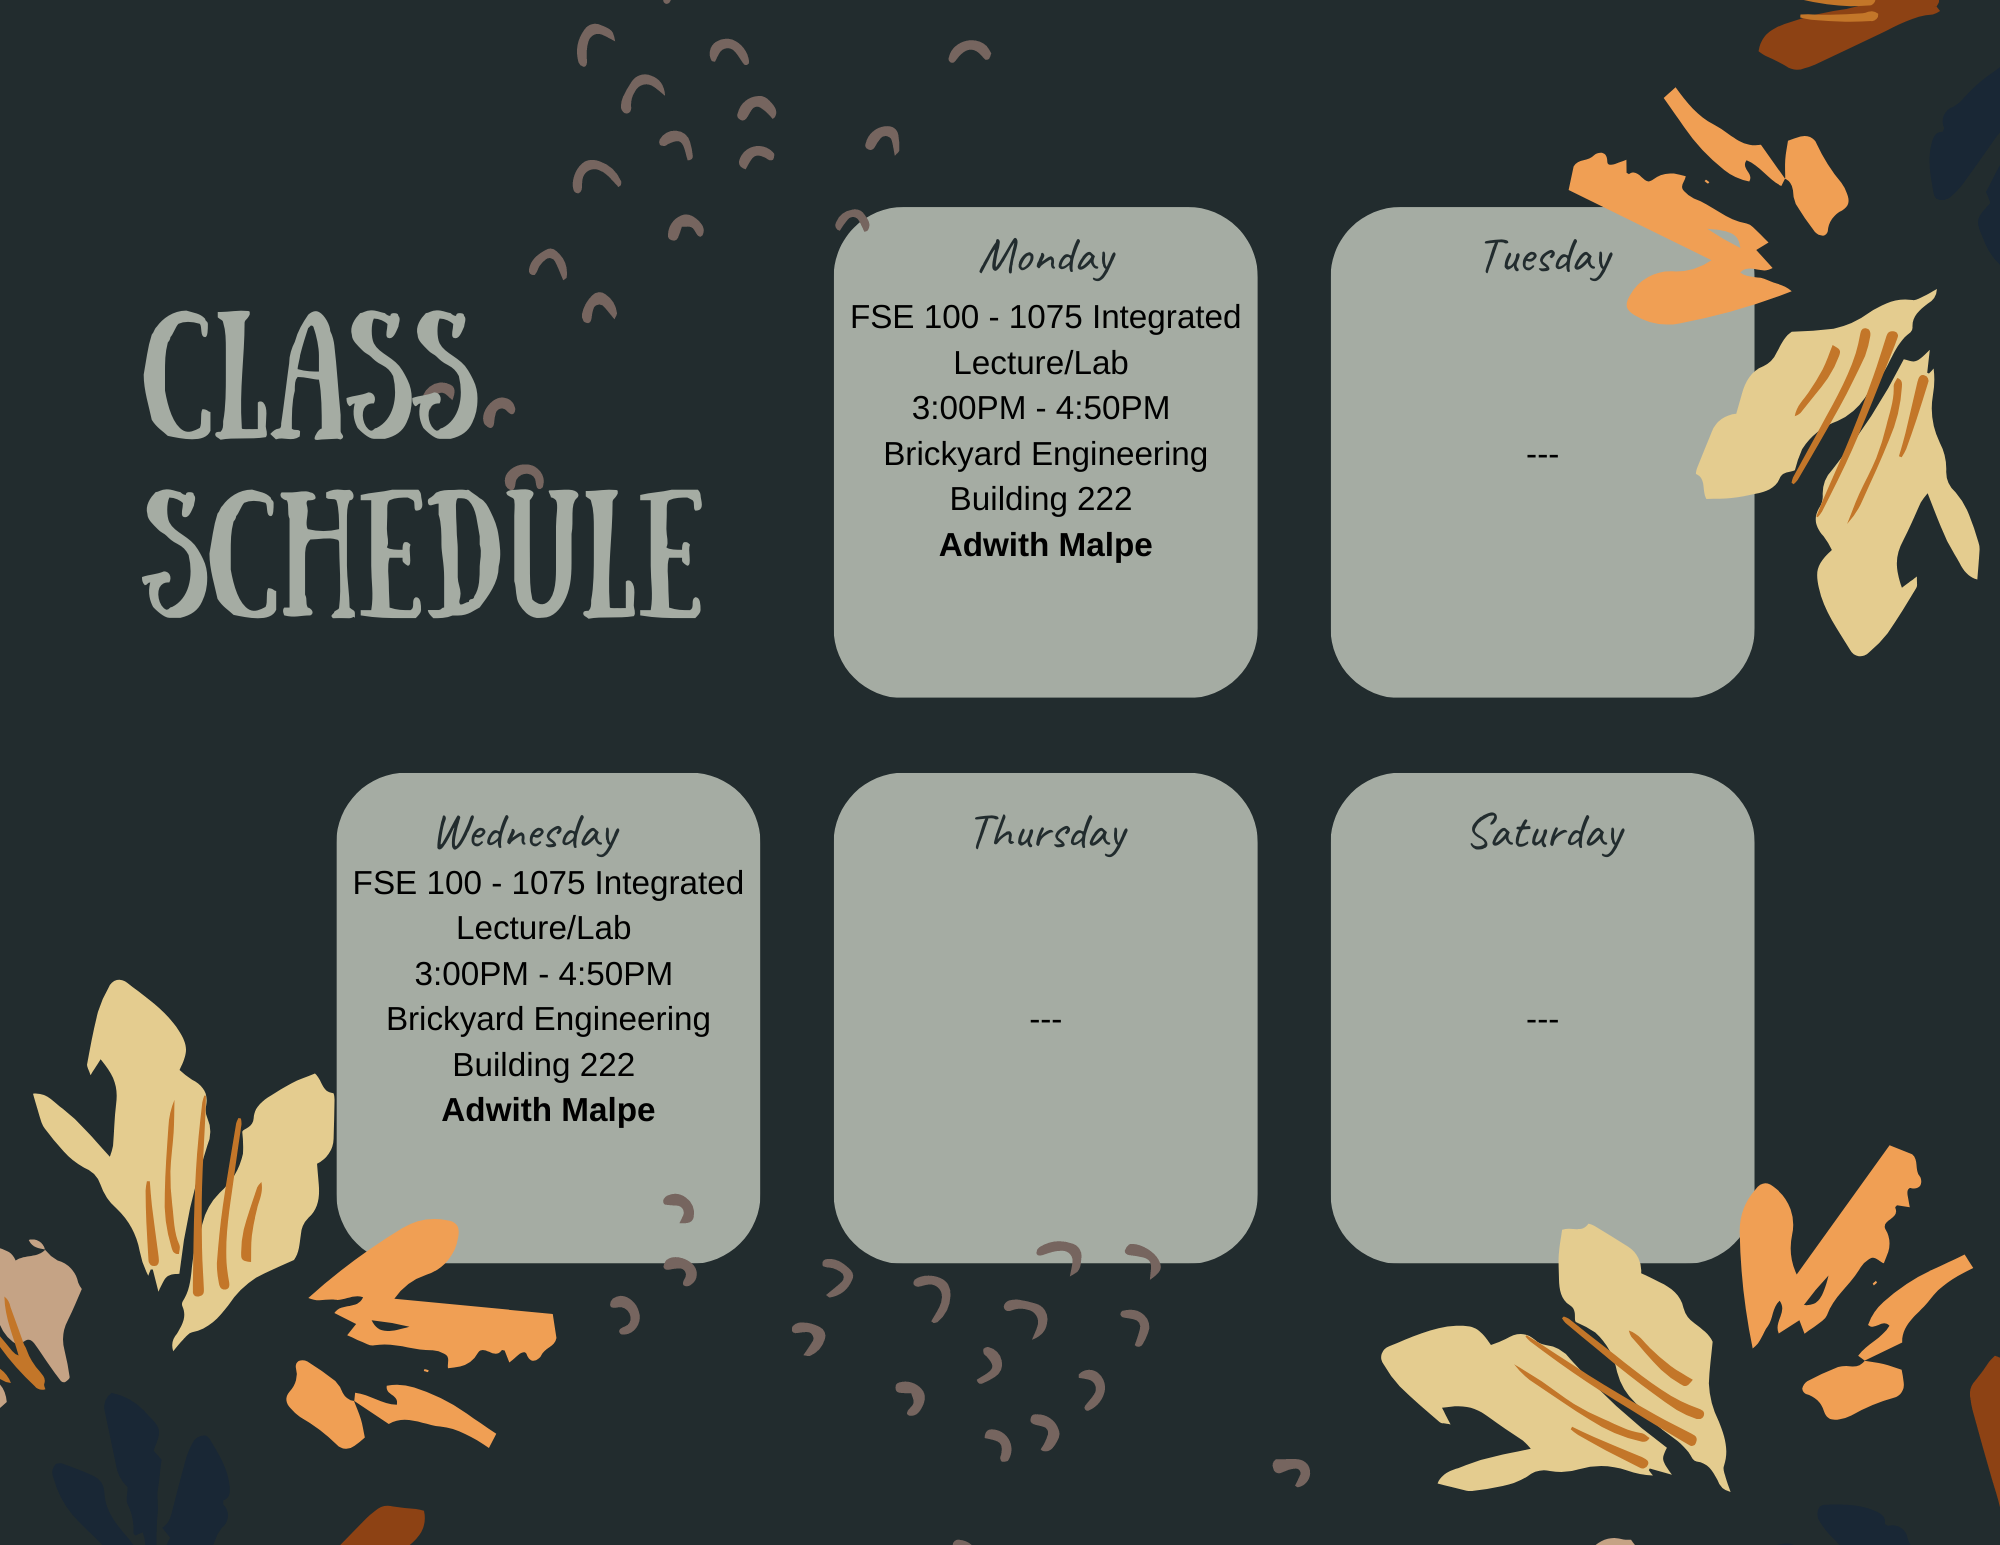 CLASS
SCHEDULE
Monday
FSE 100 - 1075 Integrated
Lecture/Lab
3:00PM - 4:50PM
Brickyard Engineering
Building 222
Adwith Malpe
Tuesday
---
Wednesday
FSE 100 - 1075 Integrated
Lecture/Lab
3:00PM - 4:50PM
Brickyard Engineering
Building 222
Adwith Malpe
Thursday
---
Saturday
---